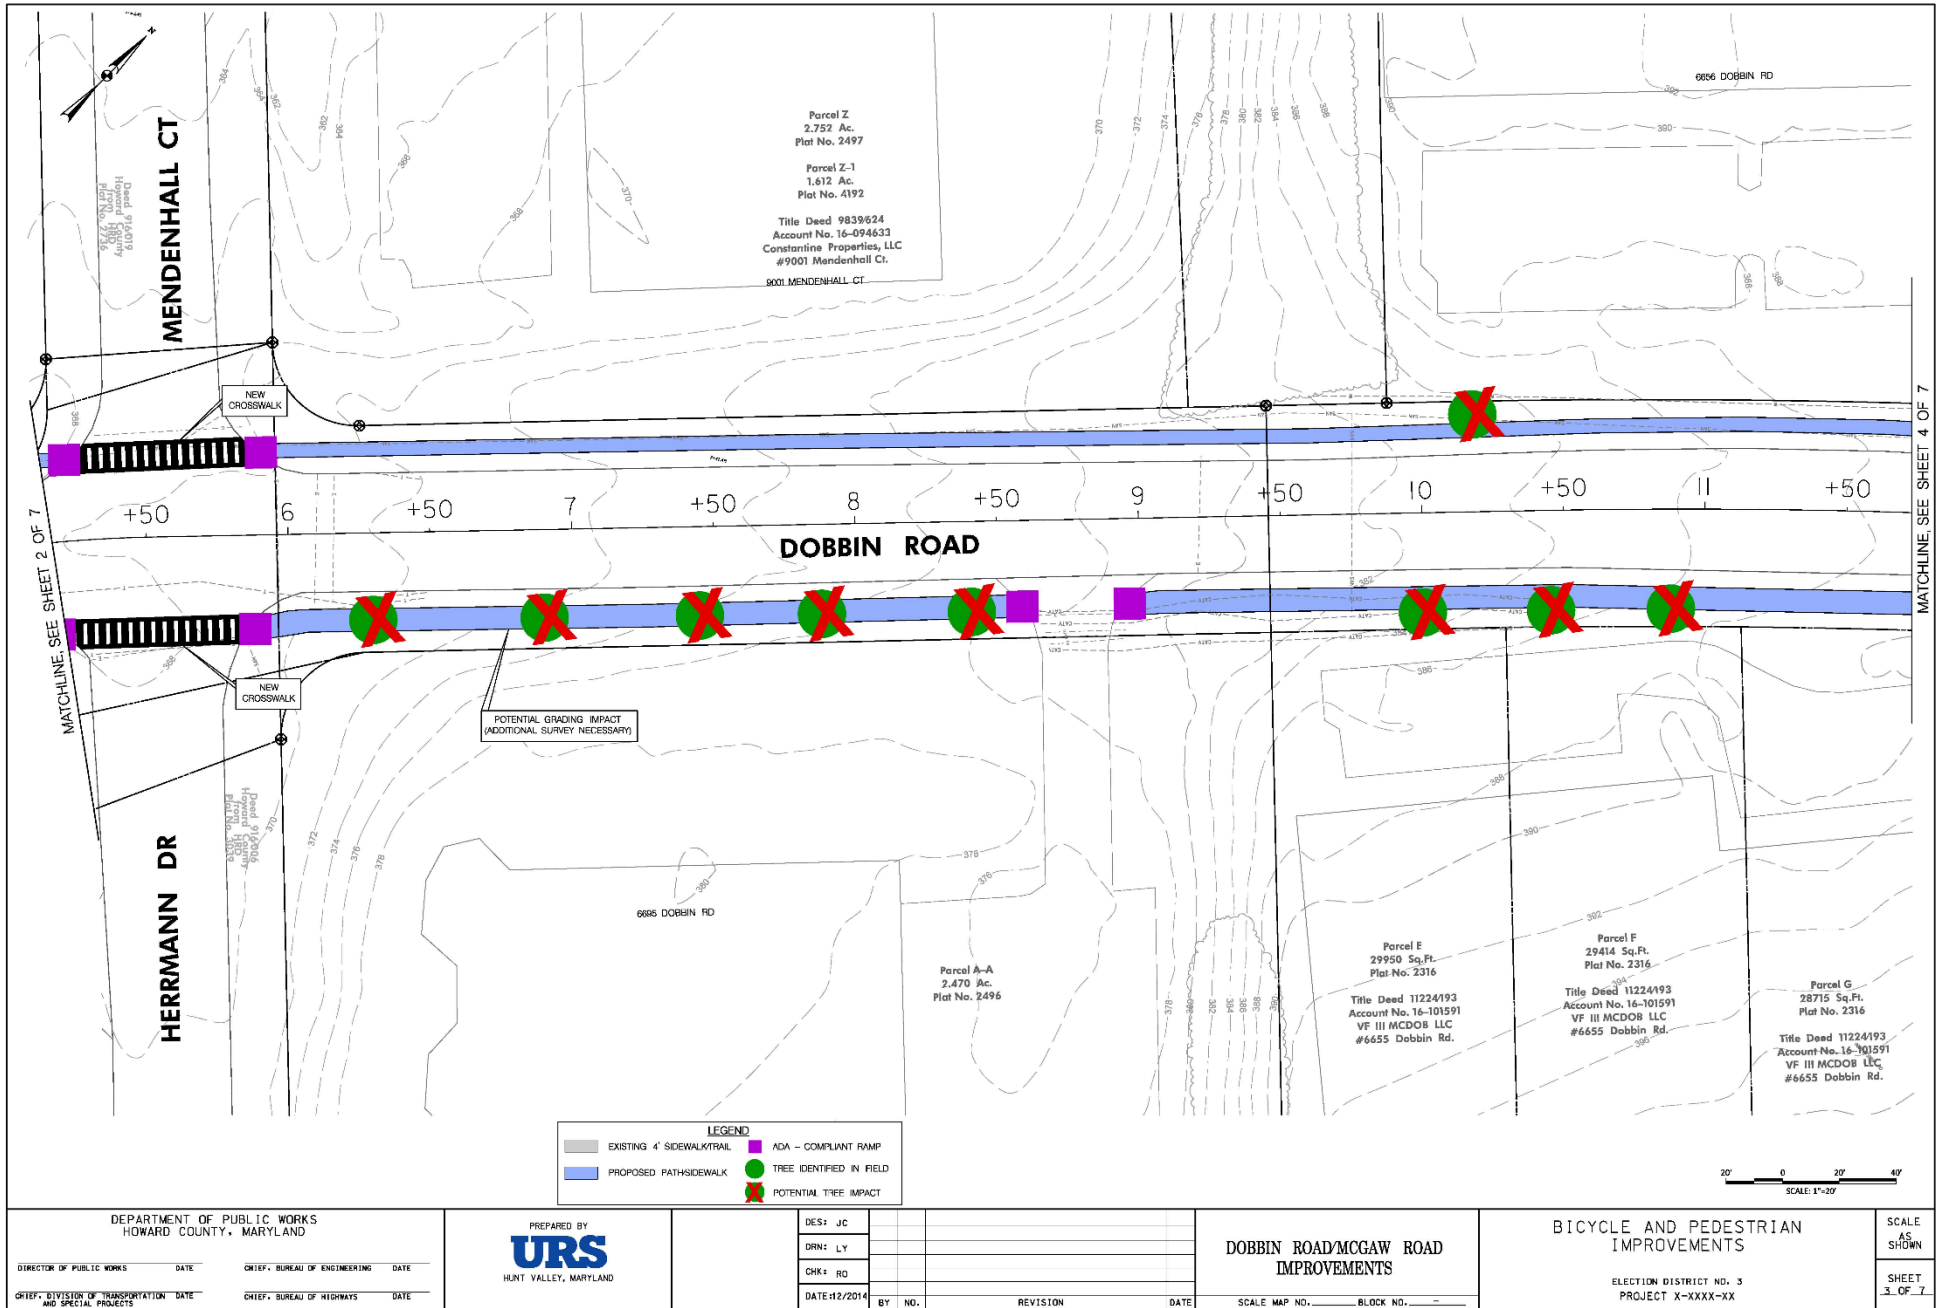 N
6656 DOBBIN RD
MENDENHALL CT
Deed 916019
Howard County
from HRD
Plat No. 2736
Parcel Z
2.752 Ac.
Plat No. 2497
Parcel Z-1
1.612 Ac.
Plat No. 4192
Title Deed 9839/624
Account No. 16-094633
Constantine Properties, LLC
#9001 Mendenhall Ct.
9001 MENDENHALL CT
NEW
CROSSWALK
MATCHLINE, SEE SHEET 2 OF 7
MATCHLINE, SEE SHEET 4 OF 7
+50 6 +50 7 +50 8 +50 9 +50 10 +50 11 +50
DOBBIN ROAD
NEW
CROSSWALK
POTENTIAL GRADING IMPACT
(ADDITIONAL SURVEY NECESSARY)
HERRMANN DR
Howard County
from HRD
6695 DOBBIN RD
Parcel A-A
2.470 Ac.
Plat No. 2496
Parcel E
29950 Sq.Ft.
Plat No. 2316
Title Deed 11224/193
Account No. 16-101591
VF III MCDOB LLC
#6655 Dobbin Rd.
Parcel F
29414 Sq.Ft.
Plat No. 2316
Title Deed 11224/193
Account No. 16-101591
VF III MCDOB LLC
#6655 Dobbin Rd.
Parcel G
28715 Sq.Ft.
Plat No. 2316
Title Deed 11224/193
Account No. 16-101591
VF III MCDOB LLC
#6655 Dobbin Rd.
LEGEND
EXISTING 4' SIDEWALK/TRAIL
ADA - COMPLIANT RAMP
PROPOSED PATH/SIDEWALK
TREE IDENTIFIED IN FIELD
POTENTIAL TREE IMPACT
20' 0 20' 40'
SCALE: 1"=20'
DEPARTMENT OF PUBLIC WORKS
HOWARD COUNTY, MARYLAND
DIRECTOR OF PUBLIC WORKS DATE
CHIEF, BUREAU OF ENGINEERING DATE
CHIEF, DIVISION OF TRANSPORTATION DATE
AND SPECIAL PROJECTS
CHIEF, BUREAU OF HIGHWAYS DATE
PREPARED BY
URS
HUNT VALLEY, MARYLAND
DES: JC
DRN: LY
CHK: RO
DATE:12/2014
BY NO. REVISION DATE
DOBBIN ROAD/MCGAW ROAD
IMPROVEMENTS
SCALE MAP NO. BLOCK NO. -
BICYCLE AND PEDESTRIAN
IMPROVEMENTS
ELECTION DISTRICT NO. 3
PROJECT X-XXXX-XX
SCALE
AS
SHOWN
SHEET
3 OF 7